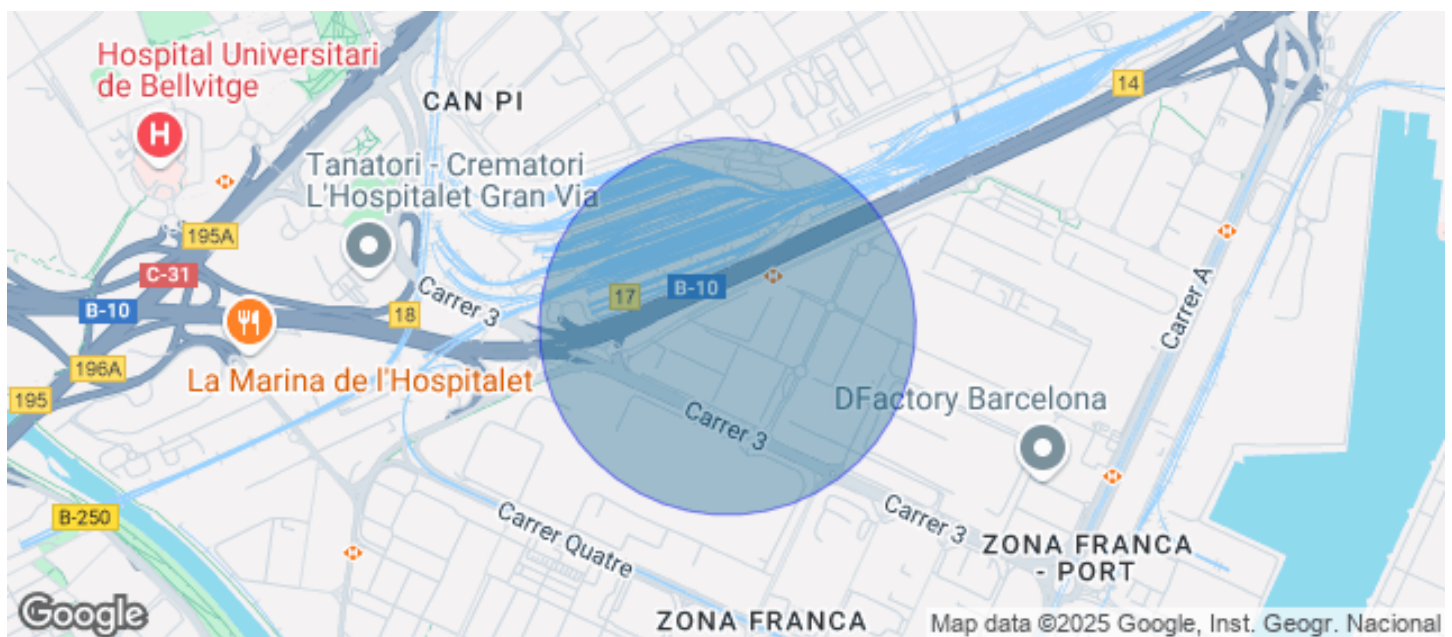 Hospital Universitari
de Bellvitge
H
CAN PI
14
Tanatori - Crematori
L'Hospitalet Gran Via
195A
C-31
B-10
Carrer 3
18
17
B-10
Carrer A
196A
195
La Marina de l'Hospitalet
DFactory Barcelona
Carrer 3
B-250
Carrer Quatre
Carrer 3
ZONA FRANCA
- PORT
Google
ZONA FRANCA
Map data ©2025 Google, Inst. Geogr. Nacional